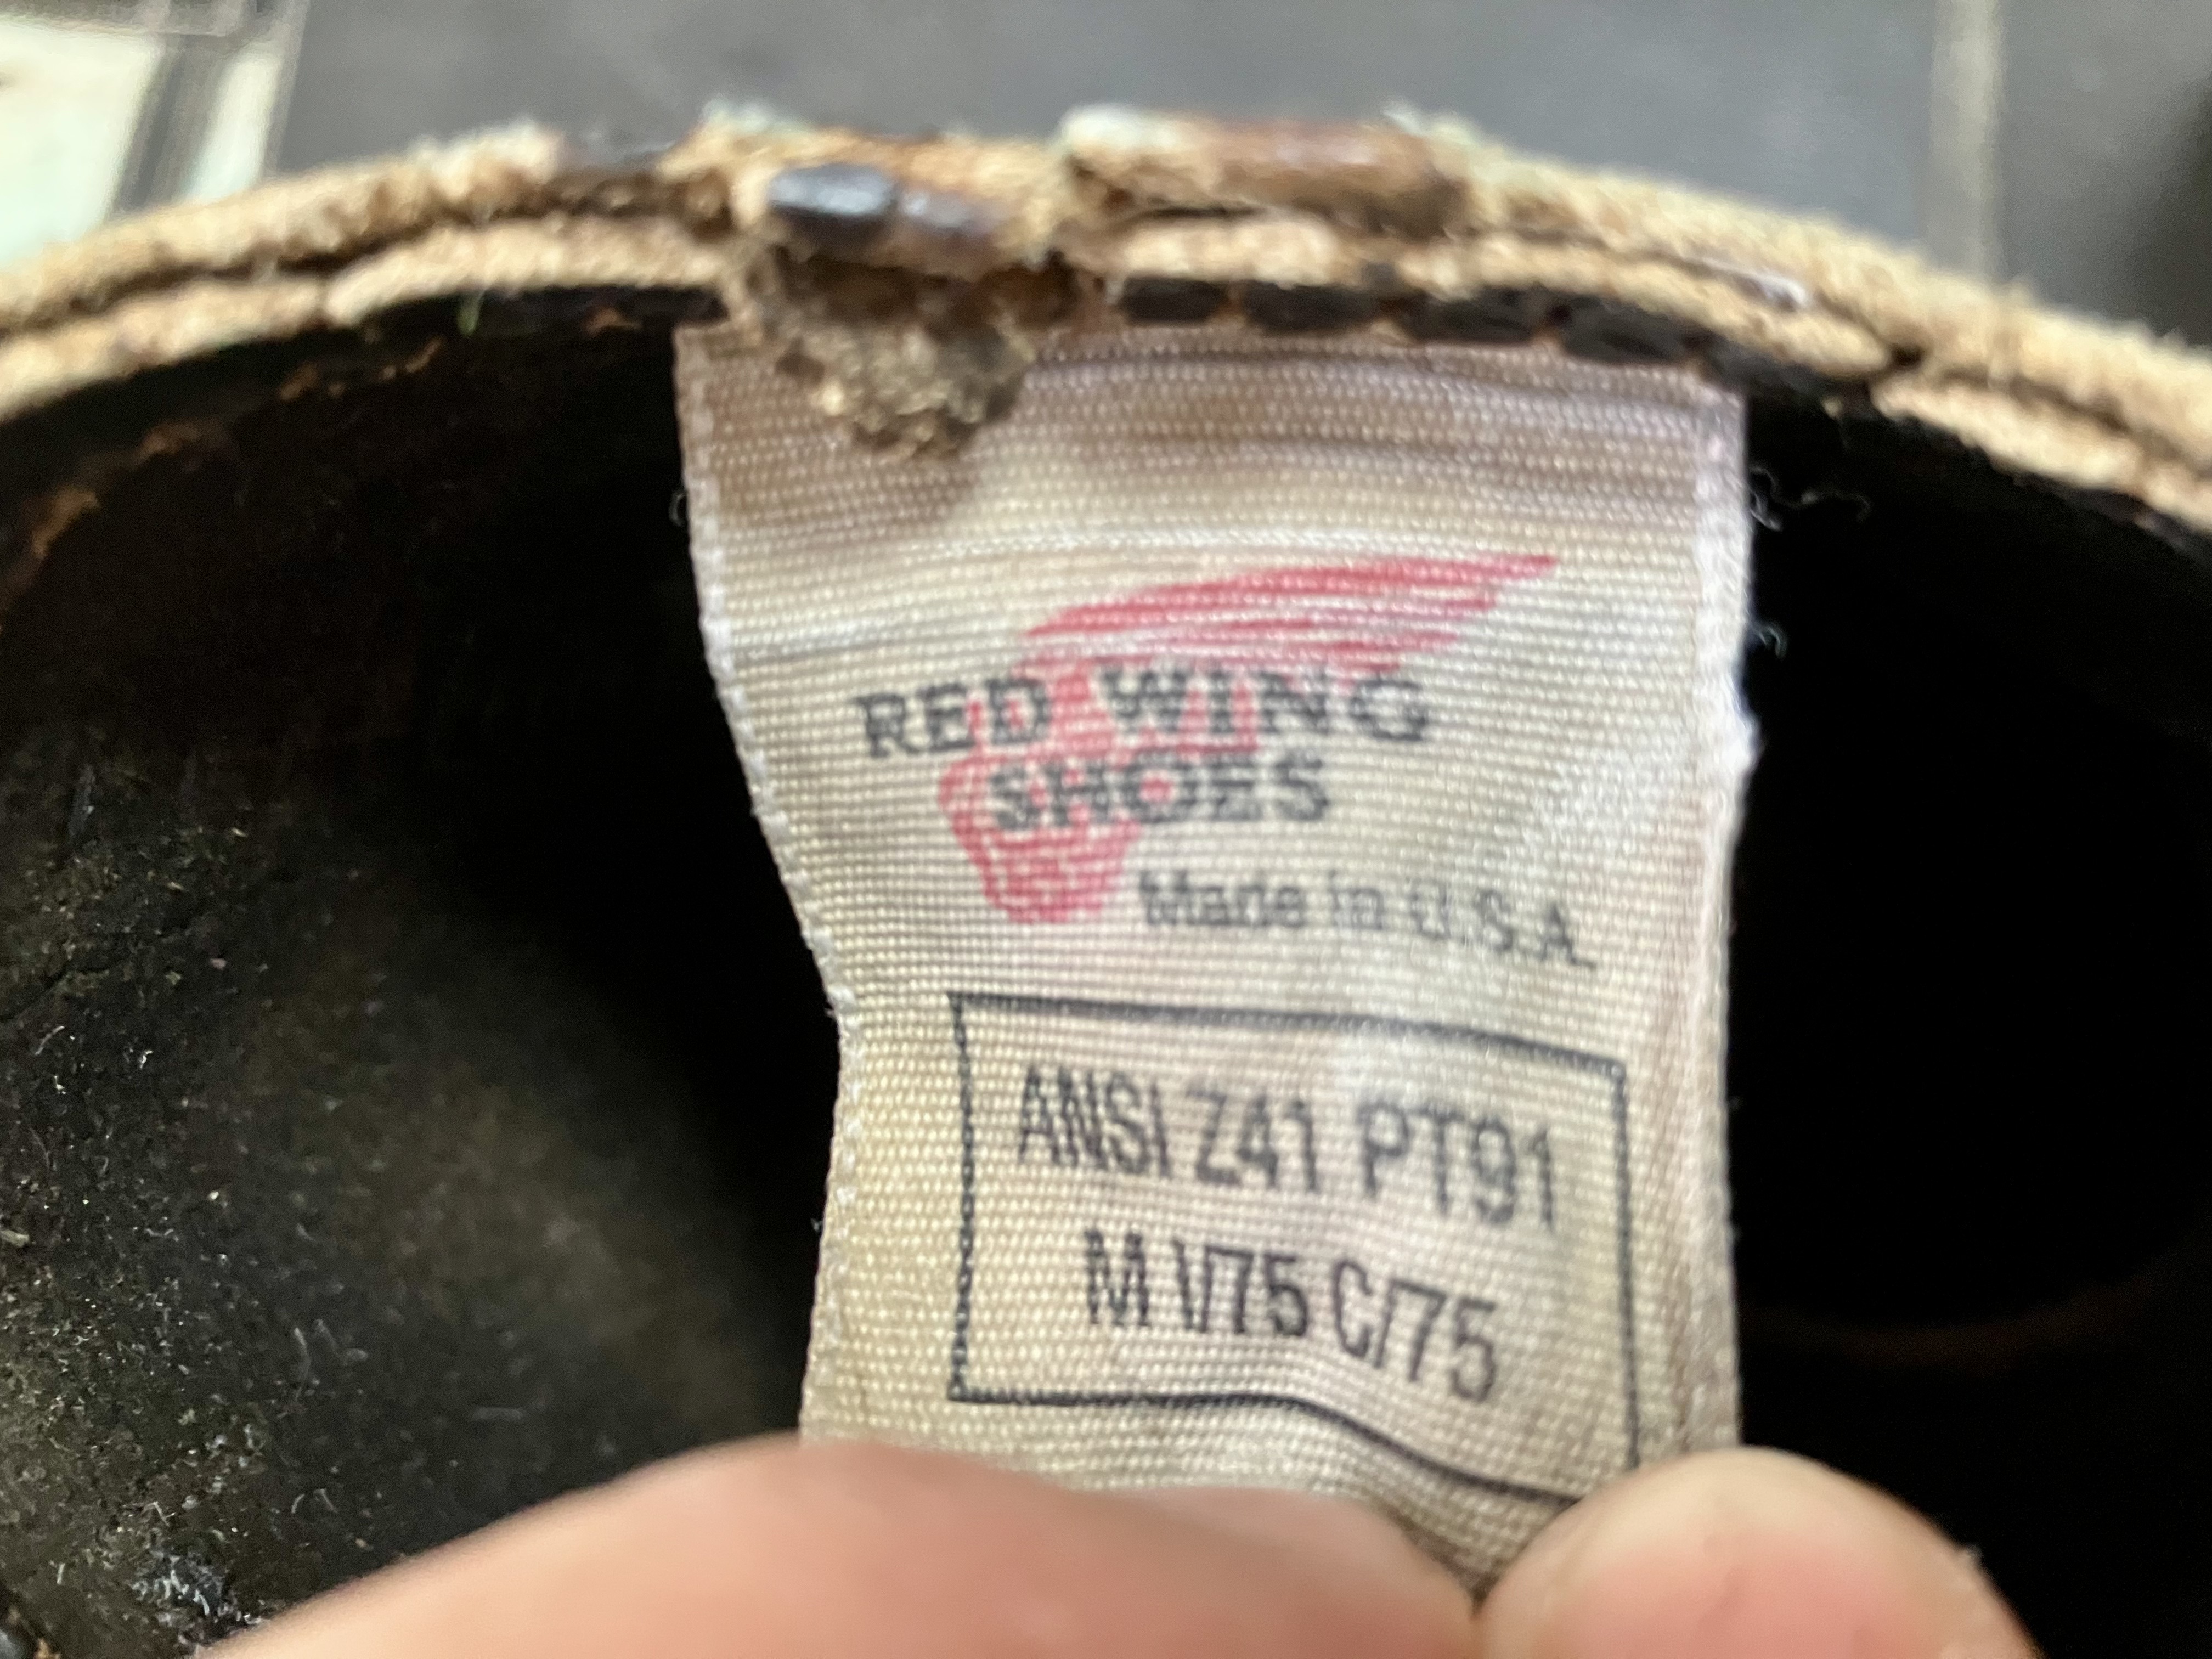 RED WING
SHOES
Made in U.S.A.
ANSI Z41 PT91
M I/75 C/75